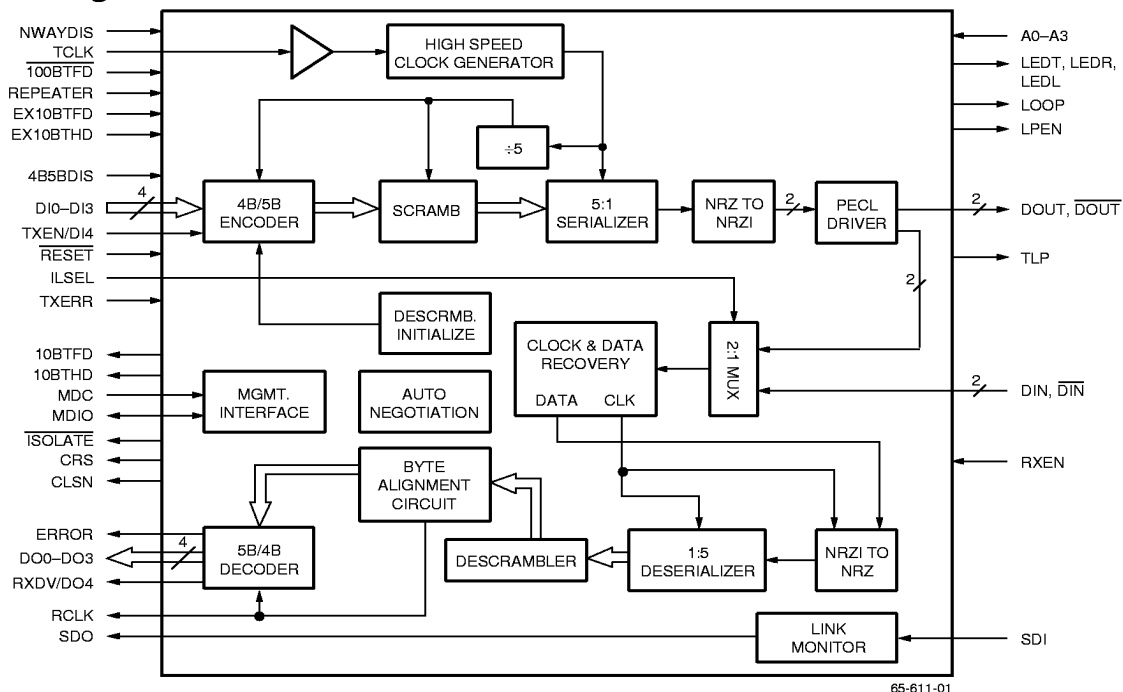 NWAYDIS
TCLK
100BTFD
REPEATER
EX10BTFD
EX10BTHD
4B5BDIS
DI0–DI3
TXEN/DI4
RESET
ILSEL
TXERR
10BTFD
10BTHD
MDC
MDIO
ISOLATE
CRS
CLSN
ERROR
DO0–DO3
RXDV/DO4
RCLK
SDO
HIGH SPEED
CLOCK GENERATOR
÷5
4
4B/5B
ENCODER
SCRAMB
5:1
SERIALIZER
NRZ TO
NRZI
2
PECL
DRIVER
2
2
DESCRMB.
INITIALIZE
CLOCK & DATA
RECOVERY
DATA CLK
2:1 MUX
2
MGMT.
INTERFACE
AUTO
NEGOTIATION
BYTE
ALIGNMENT
CIRCUIT
4
5B/4B
DECODER
DESCRAMBLER
1:5
DESERIALIZER
NRZI TO
NRZ
LINK
MONITOR
A0–A3
LEDT, LEDR,
LEDL
LOOP
LPEN
DOUT, DOUT
TLP
DIN, DIN
RXEN
SDI
65-611-01